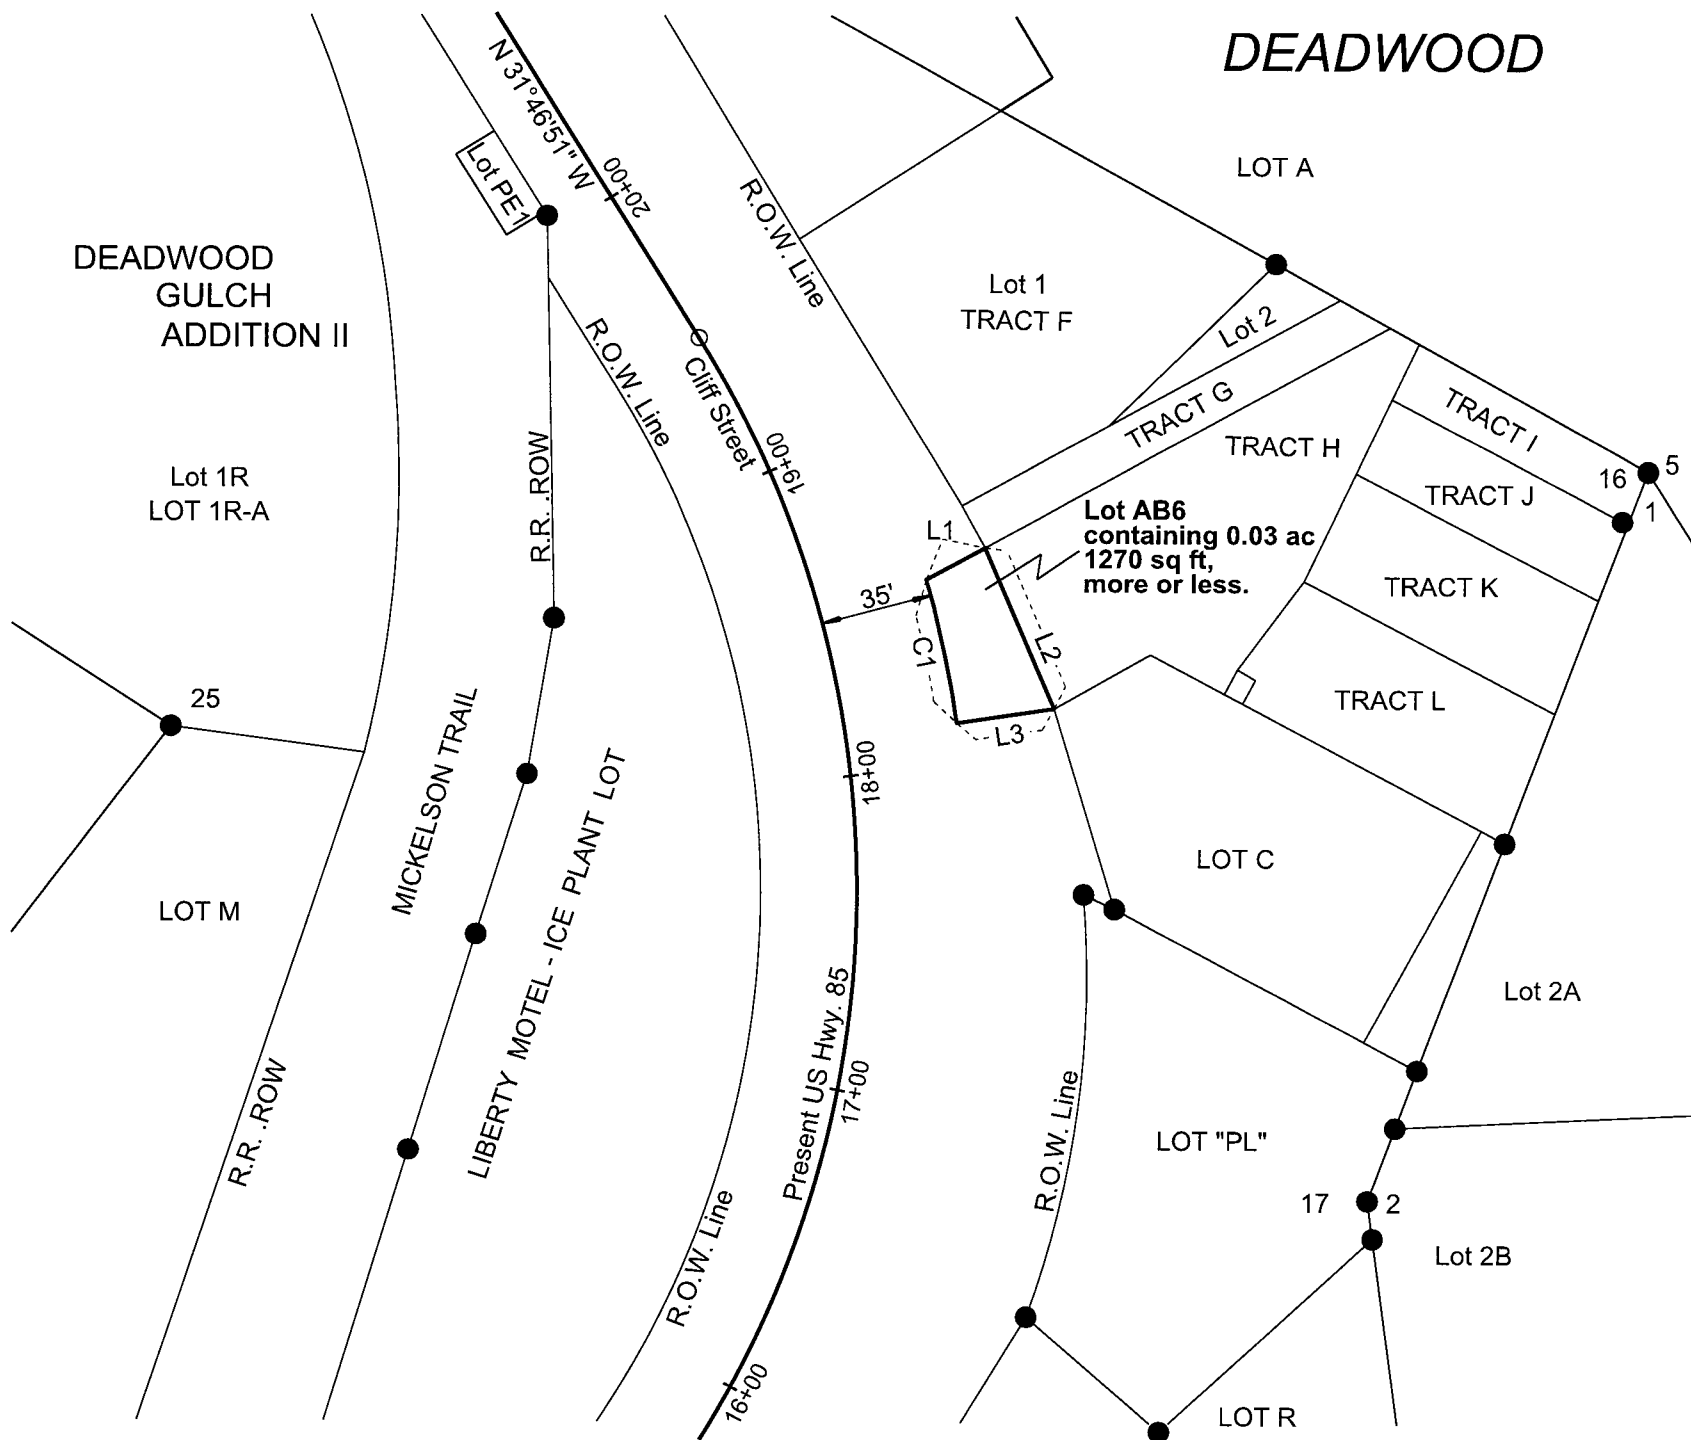 DEADWOOD
N 31°46'51" W
Lot PE1
20+00
R.O.W. Line
LOT A
DEADWOOD
GULCH
ADDITION II
Lot 1
TRACT F
Lot 2
R.O.W. Line
Cliff Street
TRACT G
TRACT I
19+00
TRACT H
R.R. .ROW
Lot 1R
LOT 1R-A
16
5
TRACT J
1
L1
Lot AB6
containing 0.03 ac
1270 sq ft,
more or less.
35'
TRACT K
C1
L2
25
TRACT L
L3
MICKELSON TRAIL
LIBERTY MOTEL - ICE PLANT LOT
18+00
LOT C
LOT M
Lot 2A
Present US Hwy. 85
17+00
R.R. .ROW
R.O.W. Line
LOT "PL"
17
2
R.O.W. Line
Lot 2B
16+00
LOT R